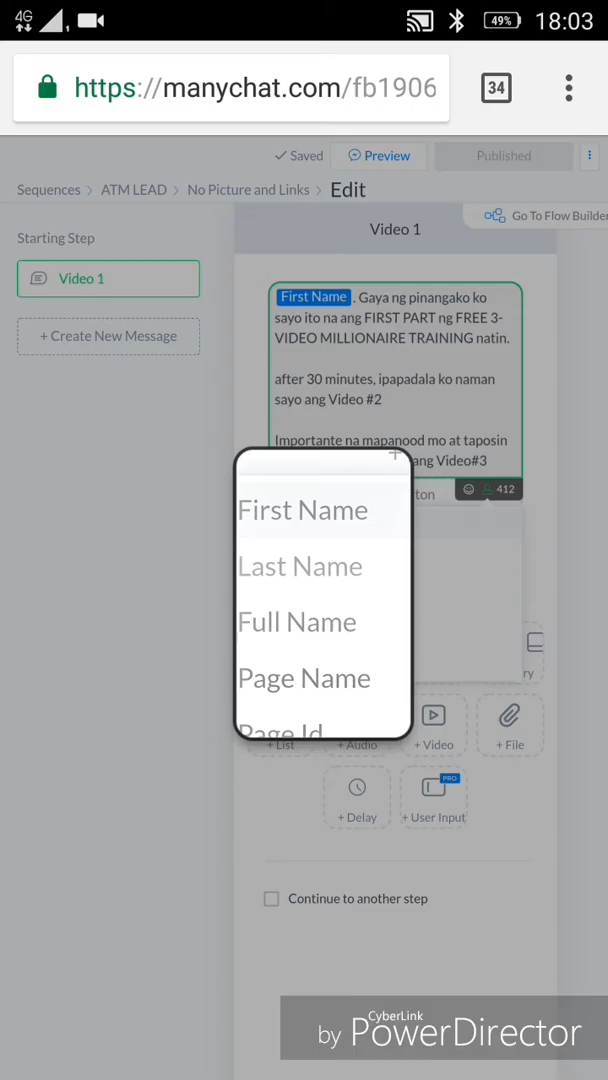 4G
49%
18:03
https://manychat.com/fb1906
34
Saved
Preview
Published
Sequences > ATM LEAD > No Picture and Links > Edit
Go To Flow Builder
Video 1
Starting Step
Video 1
+ Create New Message
First Name . Gaya ng pinangako ko
sayo ito na ang FIRST PART ng FREE 3-
VIDEO MILLIONAIRE TRAINING natin.
after 30 minutes, ipapadala ko naman
sayo ang Video #2
Importante na mapanood mo at taposin
ang Video#3
412
First Name
Last Name
Full Name
Page Name
Page Id
+ List
+ Audio
+ Video
+ File
PRO
+ Delay
+ User Input
Continue to another step
CyberLink
by PowerDirector